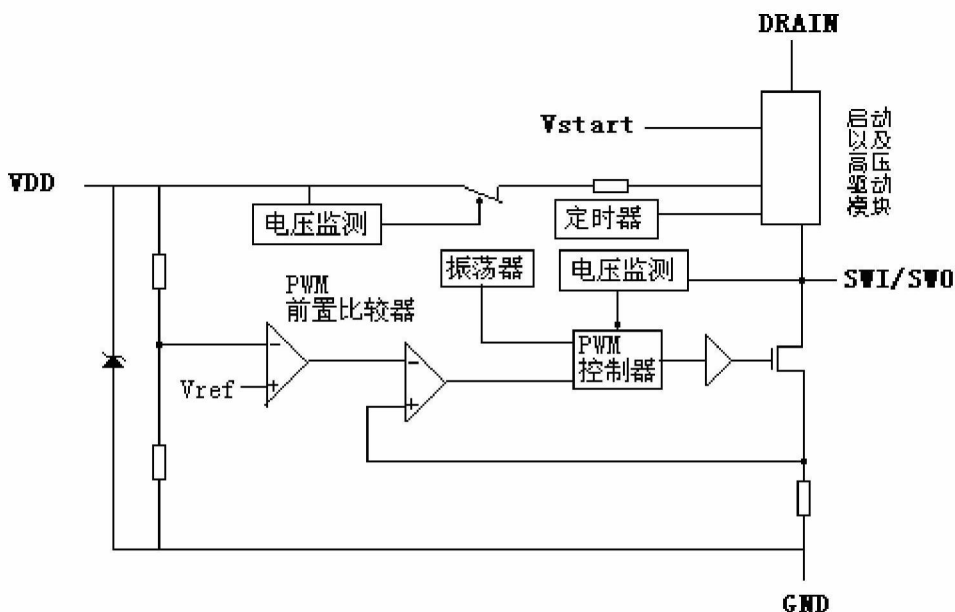 DRAIN
Vstart
启动
以及
高压
驱动
模块
VDD
电压监测
定时器
振荡器
电压监测
SWI/SWO
PWM
前置比较器
PWM
控制器
-
+
-
+
Vref
GND